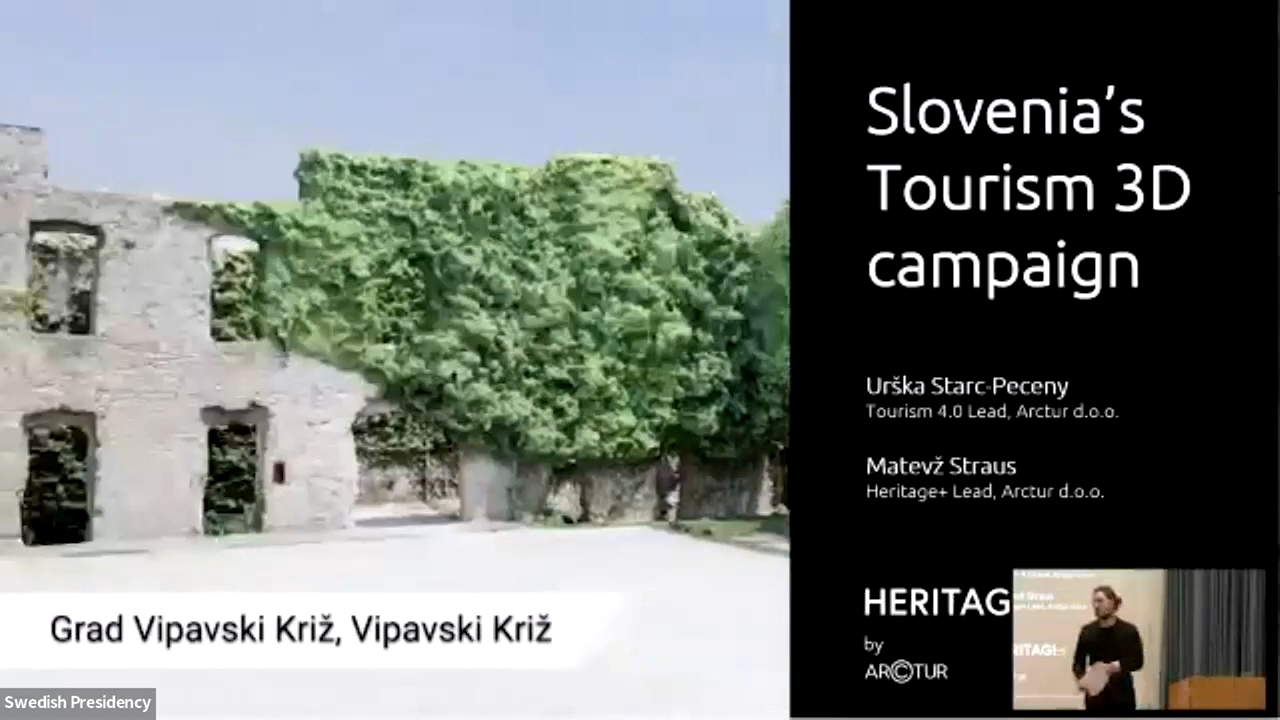 Slovenia's
Tourism 3D
campaign
Urška Starc-Peceny
Tourism 4.0 Lead, Arctur d.o.o.
Matevž Straus
Heritage+ Lead, Arctur d.o.o.
HERITAG
by
ARCTUR
Grad Vipavski Križ, Vipavski Križ
Swedish Presidency